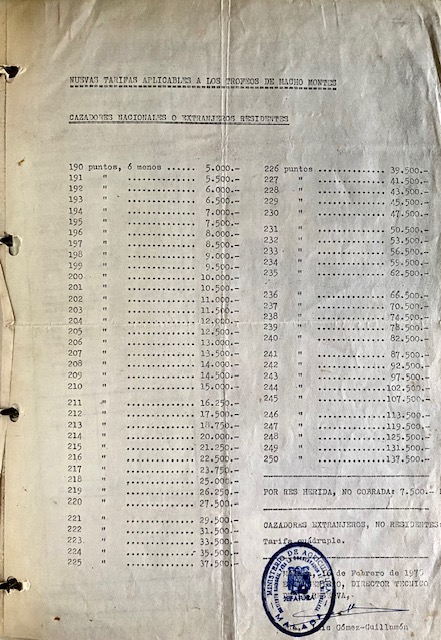 NUEVAS TARIFAS APLICABLES A LOS TROFEOS DE MACHO MONTES
CAZADORES NACIONALES O EXTRANJEROS RESIDENTES
190 puntos, ó menos ...... 5.000.-
191 " .............. 5.500.-
192 " .............. 6.000.-
193 " .............. 6.500.-
194 " .............. 7.000.-
195 " .............. 7.500.-
196 " .............. 8.000.-
197 " .............. 8.500.-
198 " .............. 9.000.-
199 " .............. 9.500.-
200 " .............. 10.000.-
201 " .............. 10.500.-
202 " .............. 11.000.-
203 " .............. 11.500.-
204 " .............. 12.000.-
205 " .............. 12.500.-
206 " .............. 13.000.-
207 " .............. 13.500.-
208 " .............. 14.000.-
209 " .............. 14.500.-
210 " .............. 15.000.-
211 " .............. 16.250.-
212 " .............. 17.500.-
213 " .............. 18.750.-
214 " .............. 20.000.-
215 " .............. 21.250.-
216 " .............. 22.500.-
217 " .............. 23.750.-
218 " .............. 25.000.-
219 " .............. 26.250.-
220 " .............. 27.500.-
221 " .............. 29.500.-
222 " .............. 31.500.-
223 " .............. 33.500.-
224 " .............. 35.500.-
225 " .............. 37.500.-
226 puntos .............. 39.500.-
227 " .............. 41.500.-
228 " .............. 43.500.-
229 " .............. 45.500.-
230 " .............. 47.500.-
231 " .............. 50.500.-
232 " .............. 53.500.-
233 " .............. 56.500.-
234 " .............. 59.500.-
235 " .............. 62.500.-
236 " .............. 66.500.-
237 " .............. 70.500.-
238 " .............. 74.500.-
239 " .............. 78.500.-
240 " .............. 82.500.-
241 " .............. 87.500.-
242 " .............. 92.500.-
243 " .............. 97.500.-
244 " .............. 102.500.-
245 " .............. 107.500.-
246 " .............. 113.500.-
247 " .............. 119.500.-
248 " .............. 125.500.-
249 " .............. 131.500.-
250 " .............. 137.500.-
POR RES HERIDA, NO COBRADA: 7.500.-
CAZADORES EXTRANJEROS, NO RESIDENTES:
Tarifa cuádruple.
de Febrero de
DIRECTOR TECNICO
MINISTERIO DE AGRICULTURA
JEFATURA
MALAGA
Luis Gómez-Guillamón